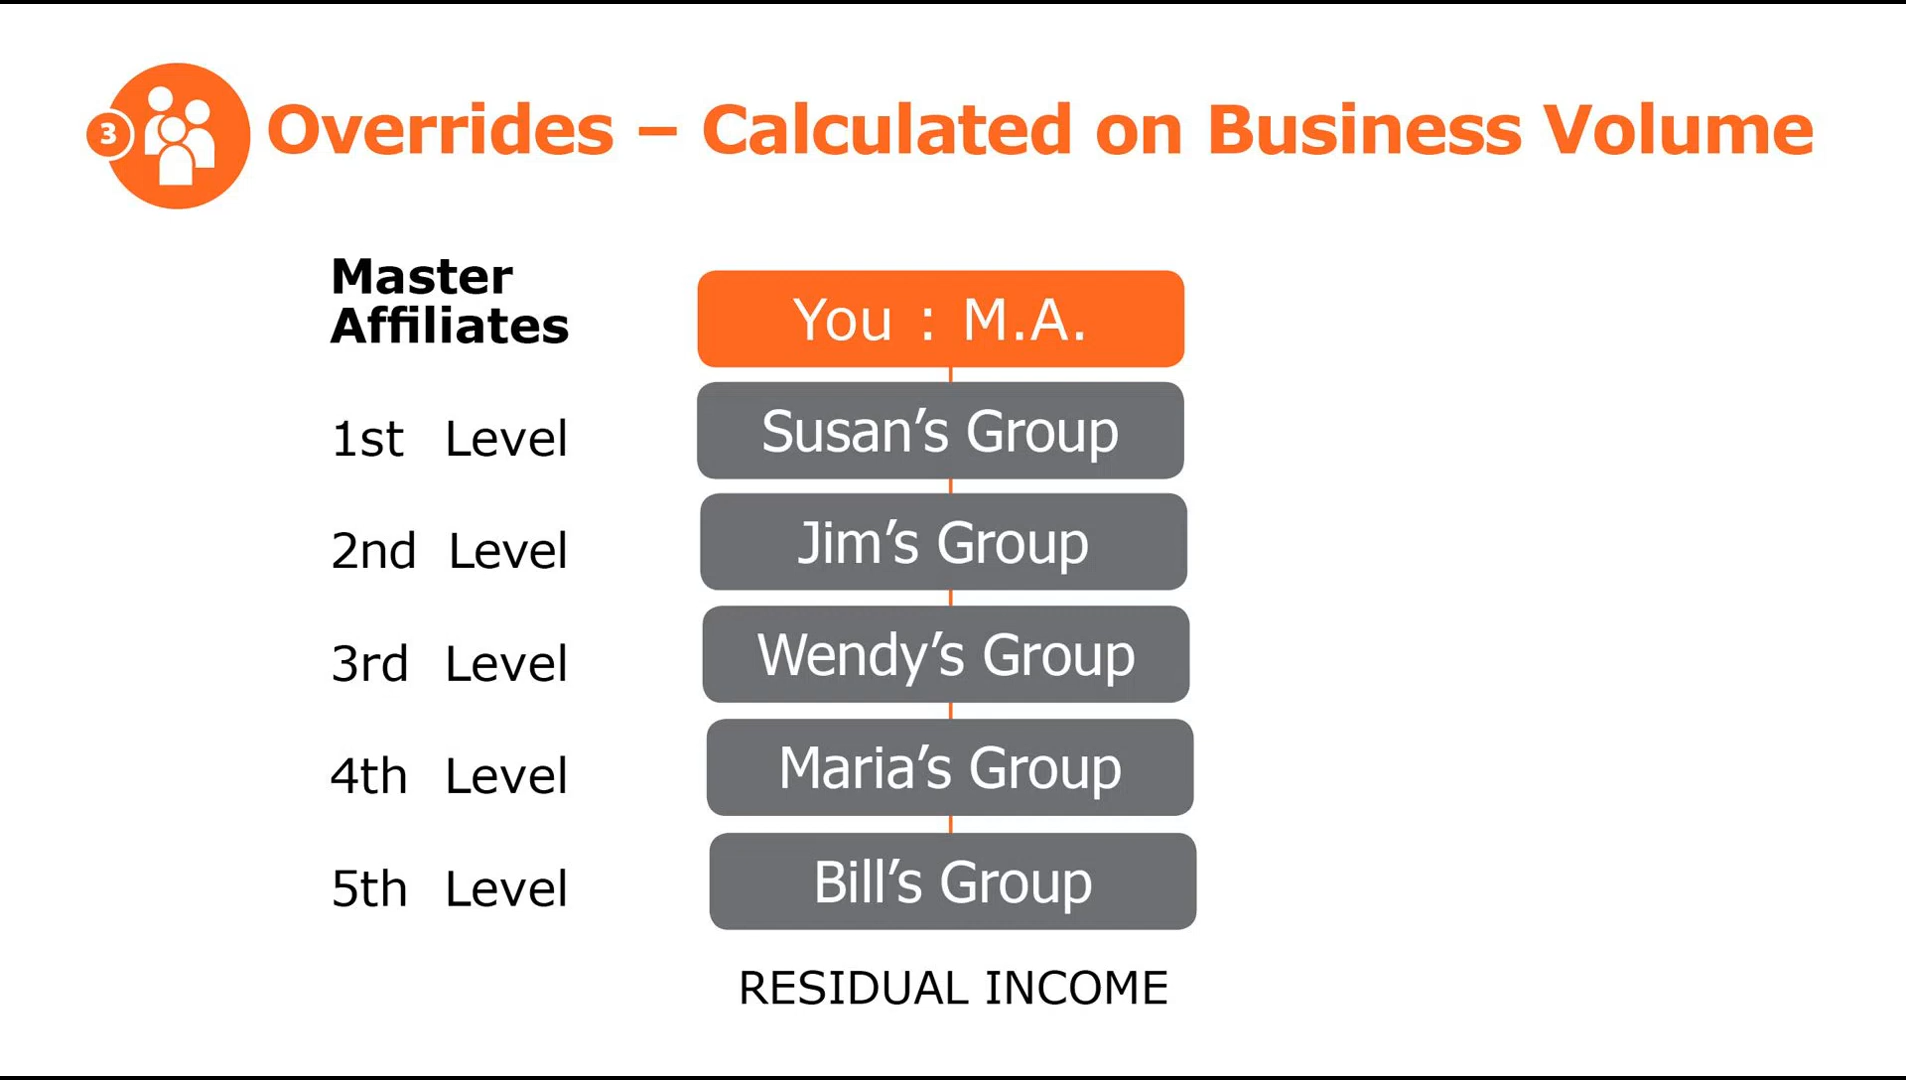 3
Overrides – Calculated on Business Volume
Master
Affiliates
You : M.A.
1st Level
Susan’s Group
2nd Level
Jim’s Group
3rd Level
Wendy’s Group
4th Level
Maria’s Group
5th Level
Bill’s Group
RESIDUAL INCOME